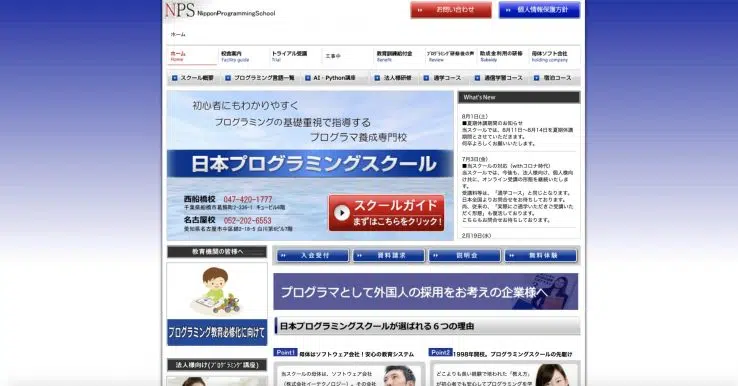 NPS NipponProgrammingSchool
お問い合わせ
個人情報保護方針
ホーム
ホーム
Home
校舎案内
Facility guide
トライアル受講
Trial
工事中
教育訓練給付金
Benefit
プログラミング研修後の声
Review
助成金利用の研修
Subsidy
母体ソフト会社
holding company
スクール概要
プログラミング言語一覧
AI・Python講座
法人様研修
通学コース
通信学習コース
宿泊コース
初心者にもわかりやすく
プログラミングの基礎重視で指導する
プログラマ養成専門校
日本プログラミングスクール
西船橋校 047-420-1777
千葉県船橋市葛飾町2-336-1 キュービル6階
名古屋校 052-202-6553
愛知県名古屋市中区錦2-18-5 白川第6ビル7階
スクールガイド
まずはこちらをクリック!
What's New
8月1日(土)
■夏期休講期間のお知らせ
当スクールでは、8月11日～8月14日を夏期休講
期間とさせていただきます。
何卒よろしくお願いいたします。
7月3日(金)
■当スクールの対応 (withコロナ時代)
当スクールでは、今後も、法人様向け、個人様向
け共に、オンライン受講の形態を継続いたしま
す。
受講料等は、「通学コース」と同じとなります。
日本全国よりお問合せをお待ちしております。
尚、従来の、「実際にご通学いただきご受講いた
だく形態」も復活しております。
こちらもお問合せお待ちしております。
2月19日(水)
教育機関の皆様へ
プログラミング教育必修化に向けて
法人様向け(プログラミング講座)
入会受付
資料請求
説明会
無料体験
プログラマとして外国人の採用をお考えの企業様へ
日本プログラミングスクールが選ばれる６つの理由
Point1 母体はソフトウェア会社！安心の教育システム
当スクールの母体は、ソフトウェア会社
(株式会社イーテクノロジー)。その会社
Point2 1998年開校。プログラミングスクールの先駆け
どこよりも長い経験で培われた「教え方」
が初心者でも安心してプログラミングを学